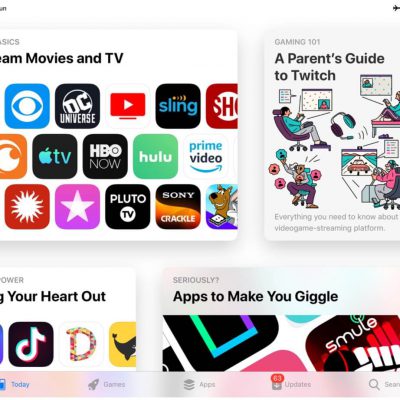 un
ASICS
eam Movies and TV
DC
UNIVERSE
sling
SHO
tv
HBO
NOW
hulu
prime
video
PLUTO
TV
SONY
CRACKLE
GAMING 101
A Parent's Guide
to Twitch
Everything you need to know about
videogame-streaming platform.
POWER
g Your Heart Out
SERIOUSLY?
Apps to Make You Giggle
smule
Today
Games
Apps
63
Updates
Sear